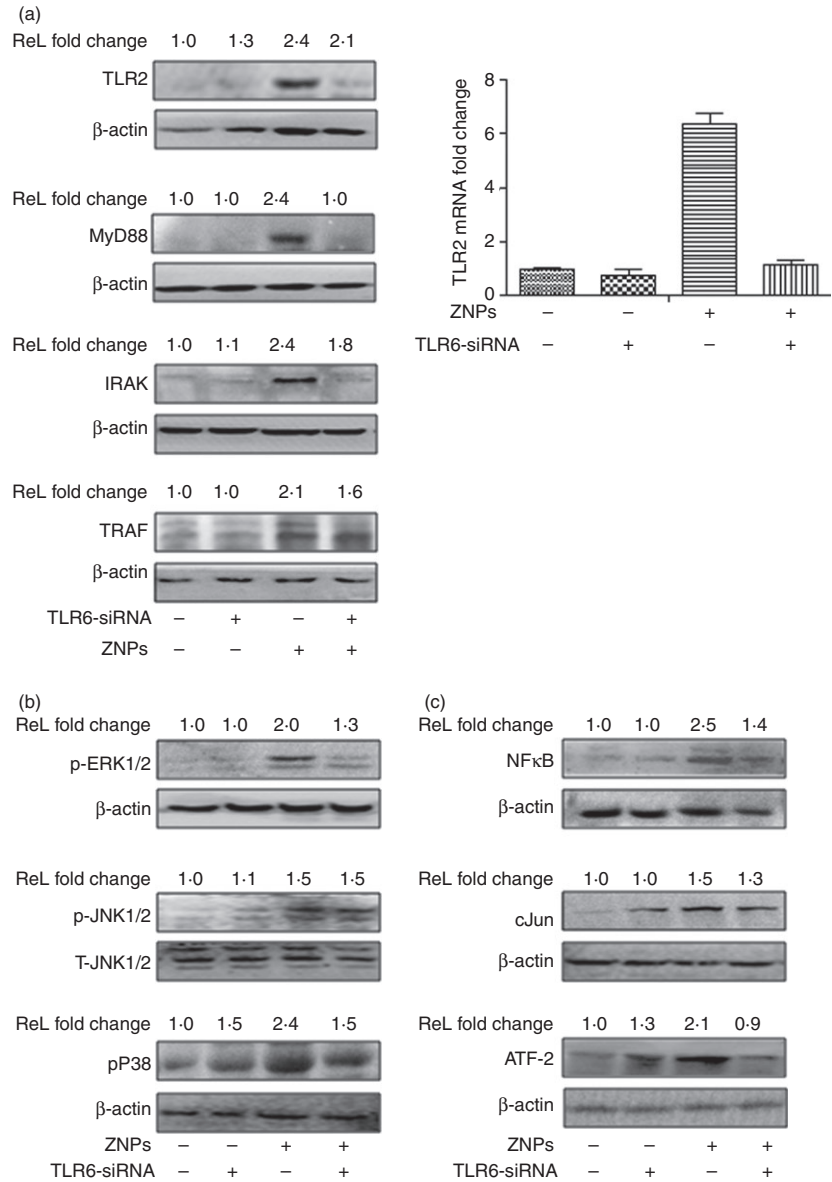 (a)
ReL fold change 1·0 1·3 2·4 2·1
TLR2
β-actin
ReL fold change 1·0 1·0 2·4 1·0
MyD88
β-actin
ReL fold change 1·0 1·1 2·4 1·8
IRAK
β-actin
ReL fold change 1·0 1·0 2·1 1·6
TRAF
β-actin
TLR6-siRNA – + – +
ZNPs – – + +
TLR2 mRNA fold change
8
6
4
2
0
ZNPs – – + +
TLR6-siRNA – + – +
(b)
ReL fold change 1·0 1·0 2·0 1·3
p-ERK1/2
β-actin
ReL fold change 1·0 1·1 1·5 1·5
p-JNK1/2
T-JNK1/2
ReL fold change 1·0 1·5 2·4 1·5
pP38
β-actin
ZNPs – – + +
TLR6-siRNA – + – +
(c)
ReL fold change 1·0 1·0 2·5 1·4
NFκB
β-actin
ReL fold change 1·0 1·0 1·5 1·3
cJun
β-actin
ReL fold change 1·0 1·3 2·1 0·9
ATF-2
β-actin
ZNPs – – + +
TLR6-siRNA – + – +